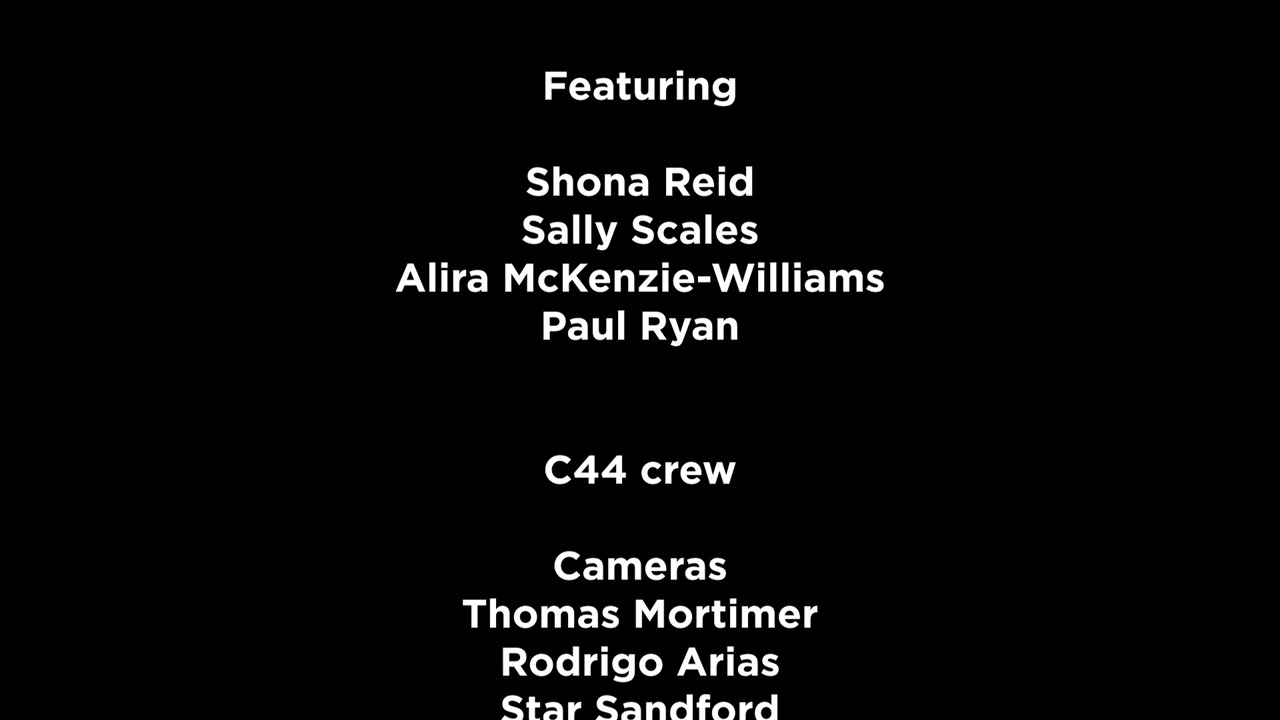 Featuring
Shona Reid
Sally Scales
Alira McKenzie-Williams
Paul Ryan
C44 crew
Cameras
Thomas Mortimer
Rodrigo Arias
Star Sandford